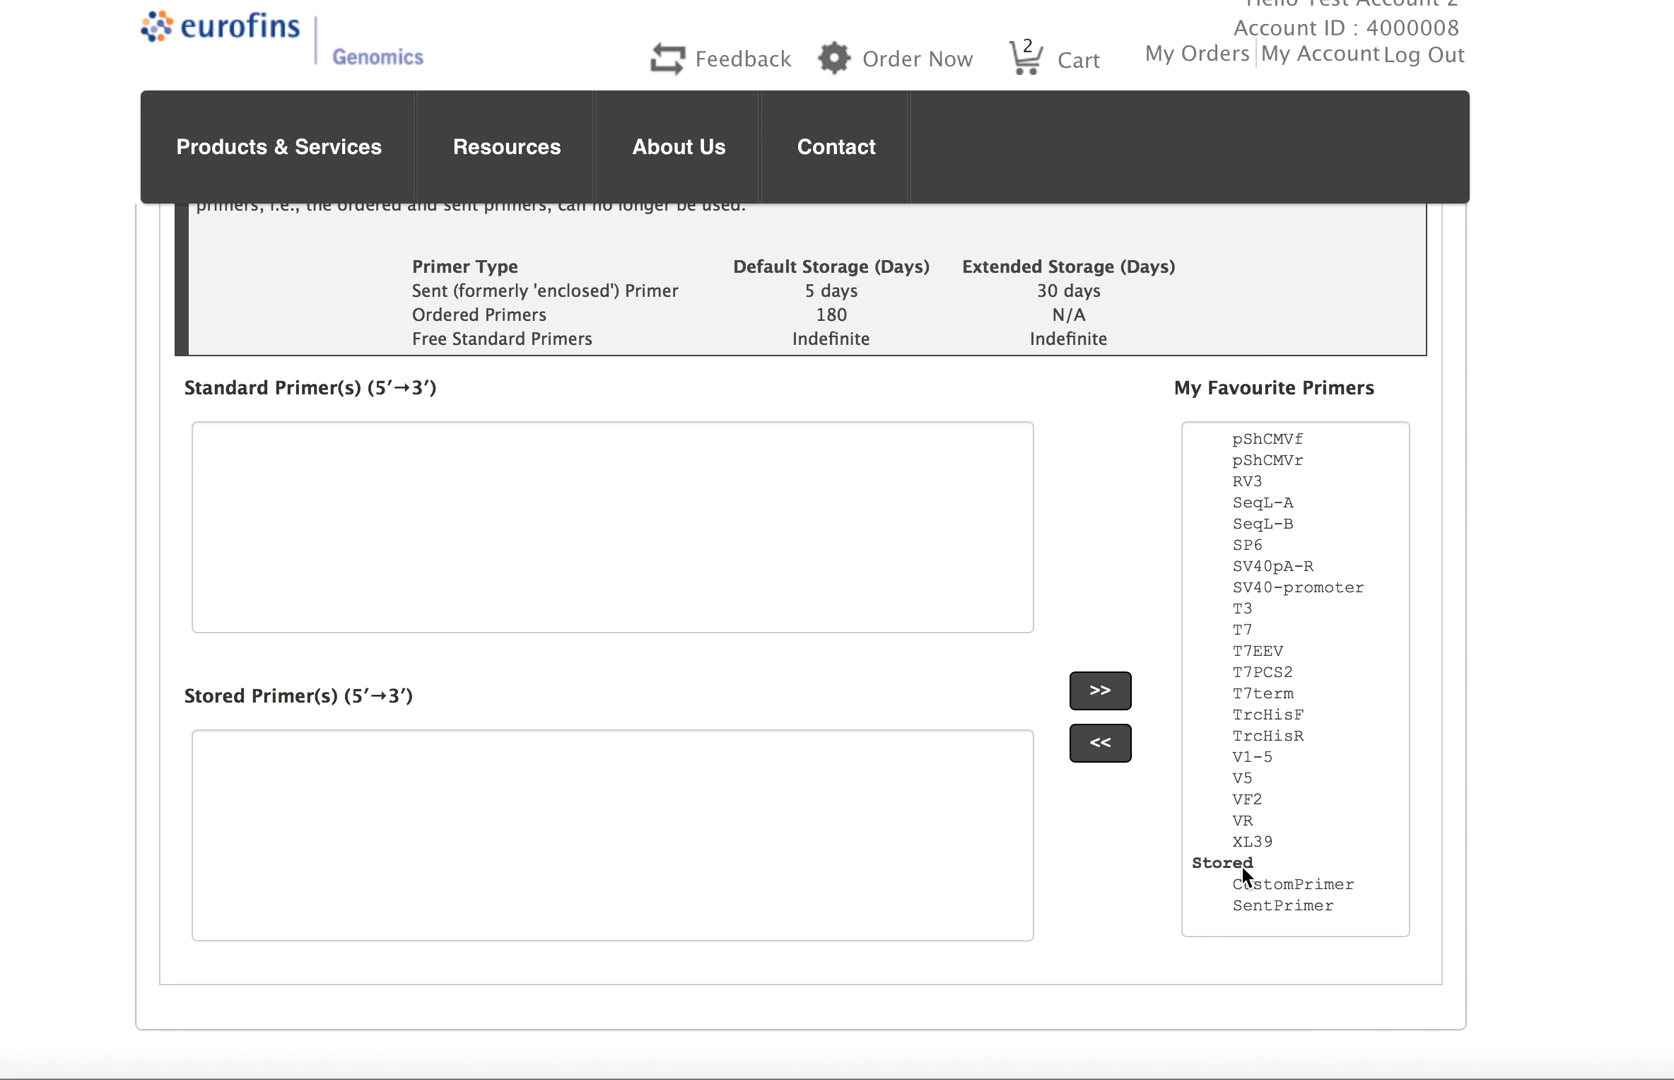 Hello Test Account 2
eurofins
Genomics
Account ID : 4000008
Feedback
Order Now
2
Cart
My Orders
My Account
Log Out
Products & Services
Resources
About Us
Contact
primers, i.e., the ordered and sent primers, can no longer be used.
Primer Type Default Storage (Days) Extended Storage (Days)
Sent (formerly 'enclosed') Primer 5 days 30 days
Ordered Primers 180 N/A
Free Standard Primers Indefinite Indefinite
Standard Primer(s) (5′→3′)
My Favourite Primers
pShCMVf
pShCMVr
RV3
SeqL-A
SeqL-B
SP6
SV40pA-R
SV40-promoter
T3
T7
T7EEV
T7PCS2
T7term
TrcHisF
TrcHisR
V1-5
V5
VF2
VR
XL39
Stored
CustomPrimer
SentPrimer
Stored Primer(s) (5′→3′)
>>
<<